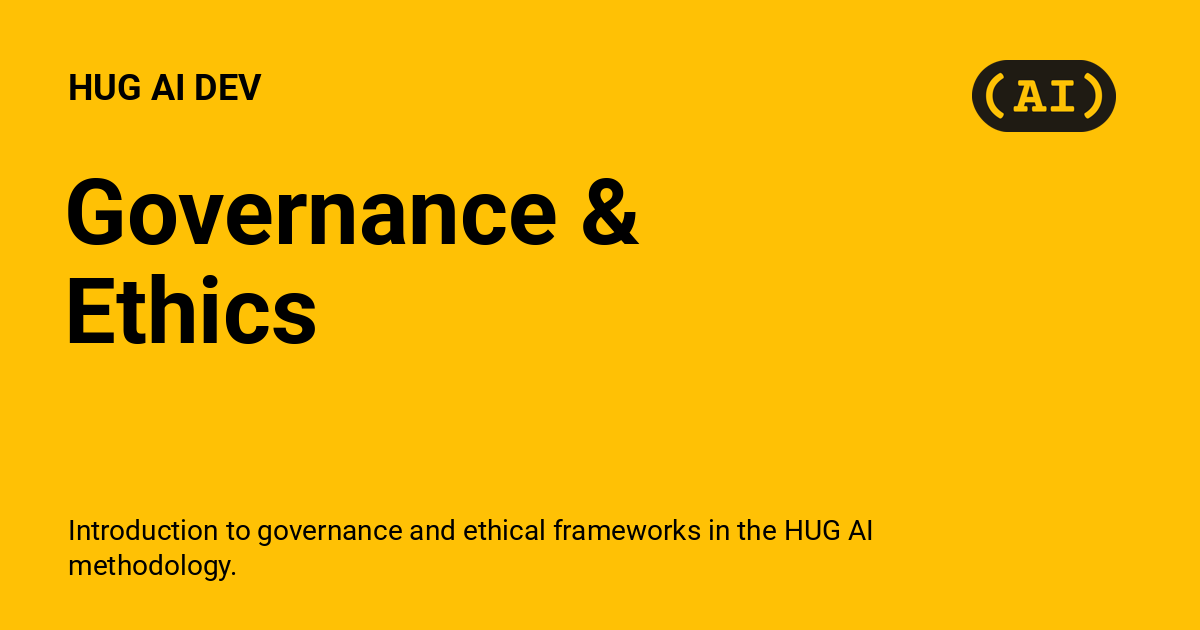 HUG AI DEV
(AI)
Governance &
Ethics
Introduction to governance and ethical frameworks in the HUG AI
methodology.